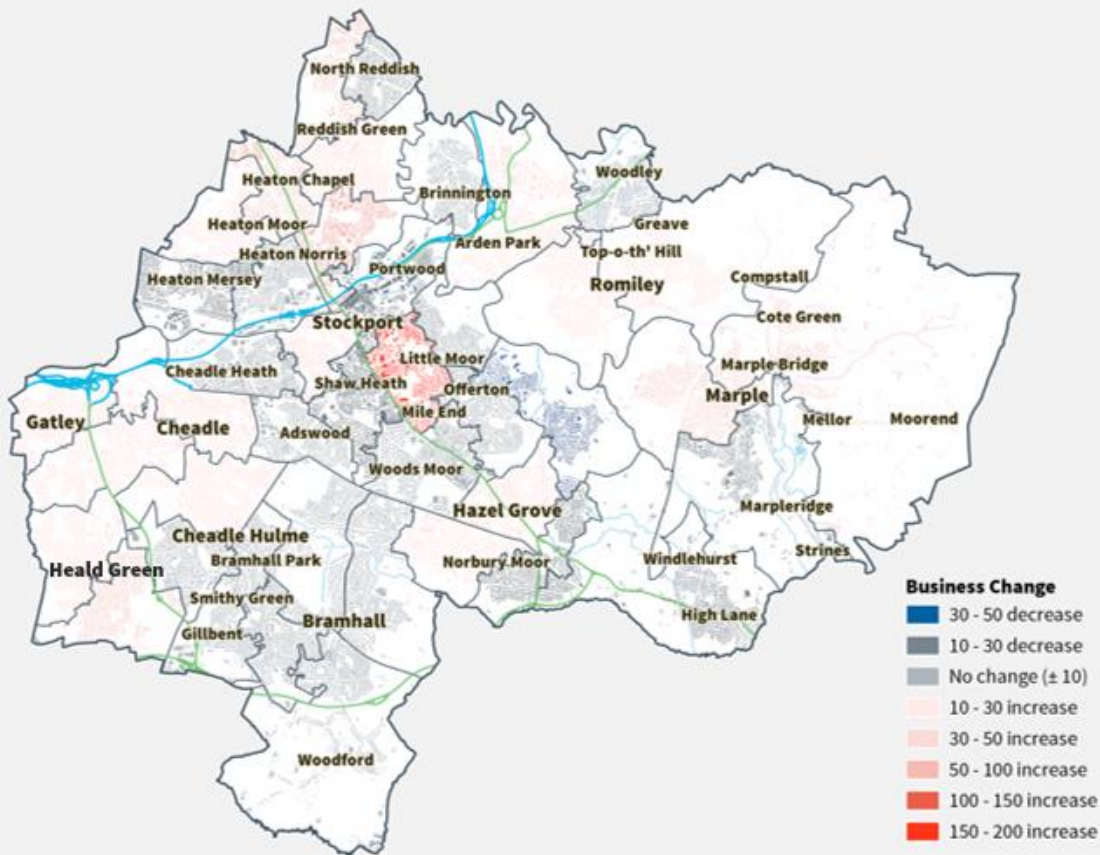 North Reddish
Reddish Green
Heaton Chapel
Woodley
Brinnington
Heaton Moor
Greave
Arden Park
Heaton Norris
Top-o-th' Hill
Portwood
Heaton Mersey
Compstall
Romiley
Cote Green
Stockport
Little Moor
Marple Bridge
Cheadle Heath
Shaw Heath
Offerton
Marple
Mile End
Gatley
Cheadle
Adswood
Mellor
Moorend
Woods Moor
Hazel Grove
Marpleridge
Cheadle Hulme
Strines
Bramhall Park
Norbury Moor
Windlehurst
Heald Green
Smithy Green
High Lane
Bramhall
Gillbent
Woodford
Business Change
30 - 50 decrease
10 - 30 decrease
No change (± 10)
10 - 30 increase
30 - 50 increase
50 - 100 increase
100 - 150 increase
150 - 200 increase